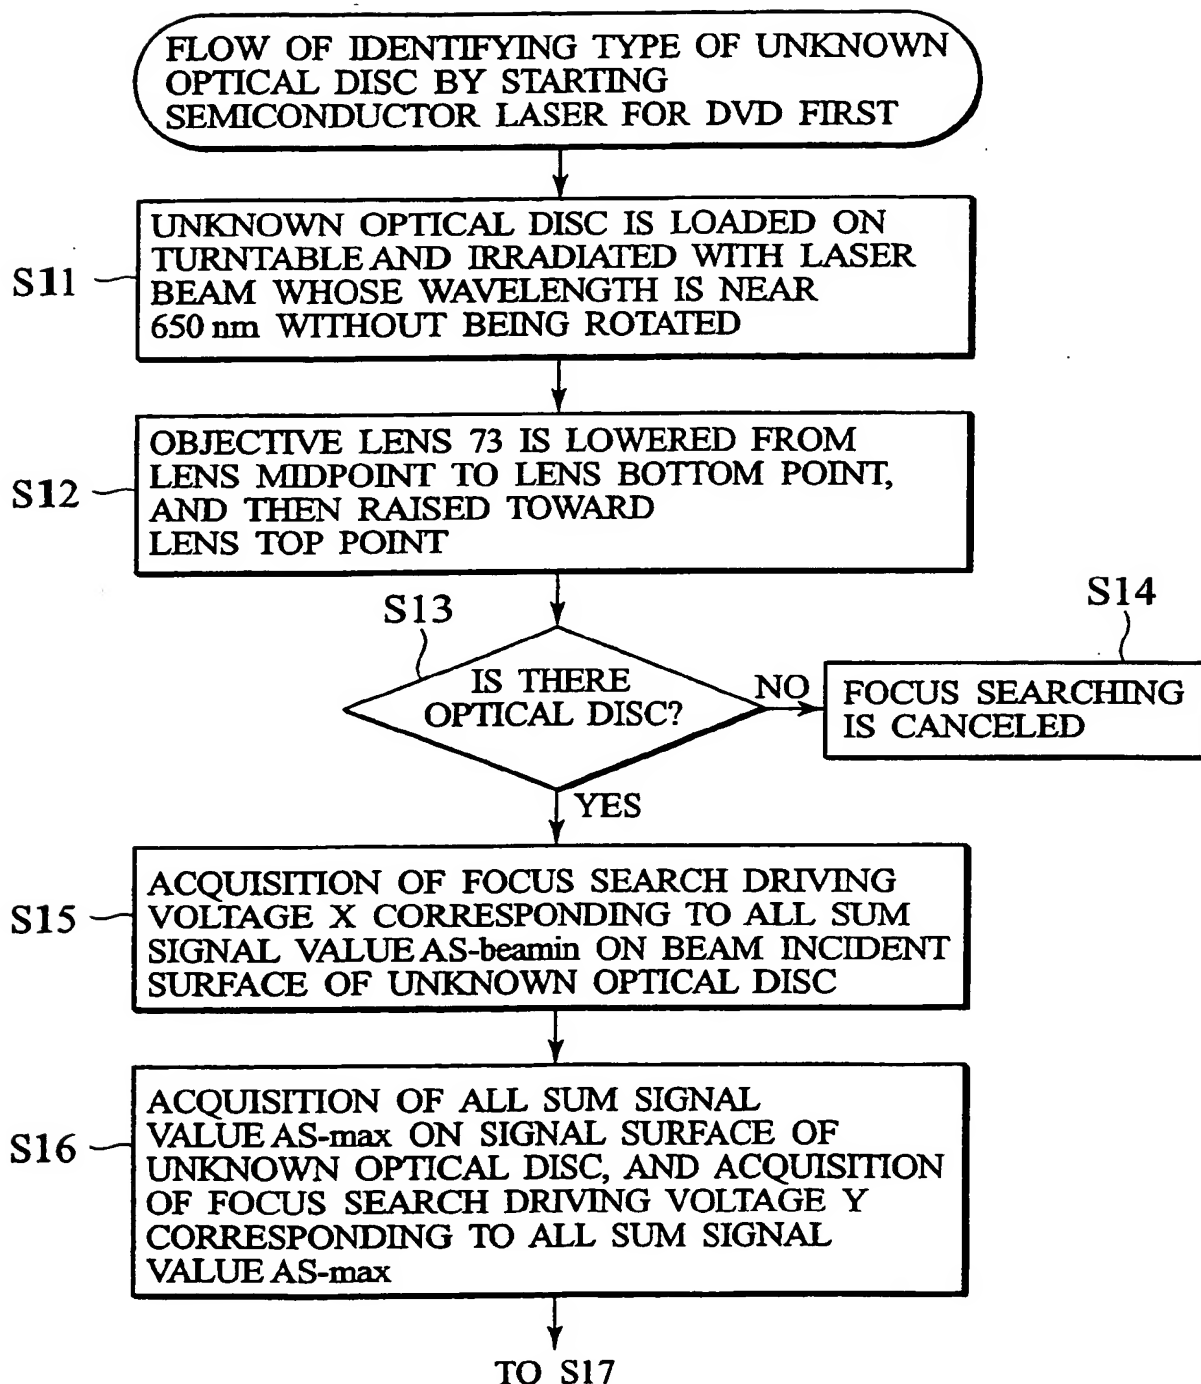 FLOW OF IDENTIFYING TYPE OF UNKNOWN
OPTICAL DISC BY STARTING
SEMICONDUCTOR LASER FOR DVD FIRST
S11
UNKNOWN OPTICAL DISC IS LOADED ON
TURNTABLE AND IRRADIATED WITH LASER
BEAM WHOSE WAVELENGTH IS NEAR
650 nm WITHOUT BEING ROTATED
S12
OBJECTIVE LENS 73 IS LOWERED FROM
LENS MIDPOINT TO LENS BOTTOM POINT,
AND THEN RAISED TOWARD
LENS TOP POINT
S13
IS THERE
OPTICAL DISC?
NO
S14
FOCUS SEARCHING
IS CANCELED
YES
S15
ACQUISITION OF FOCUS SEARCH DRIVING
VOLTAGE X CORRESPONDING TO ALL SUM
SIGNAL VALUE AS-beamin ON BEAM INCIDENT
SURFACE OF UNKNOWN OPTICAL DISC
S16
ACQUISITION OF ALL SUM SIGNAL
VALUE AS-max ON SIGNAL SURFACE OF
UNKNOWN OPTICAL DISC, AND ACQUISITION
OF FOCUS SEARCH DRIVING VOLTAGE Y
CORRESPONDING TO ALL SUM SIGNAL
VALUE AS-max
TO S17